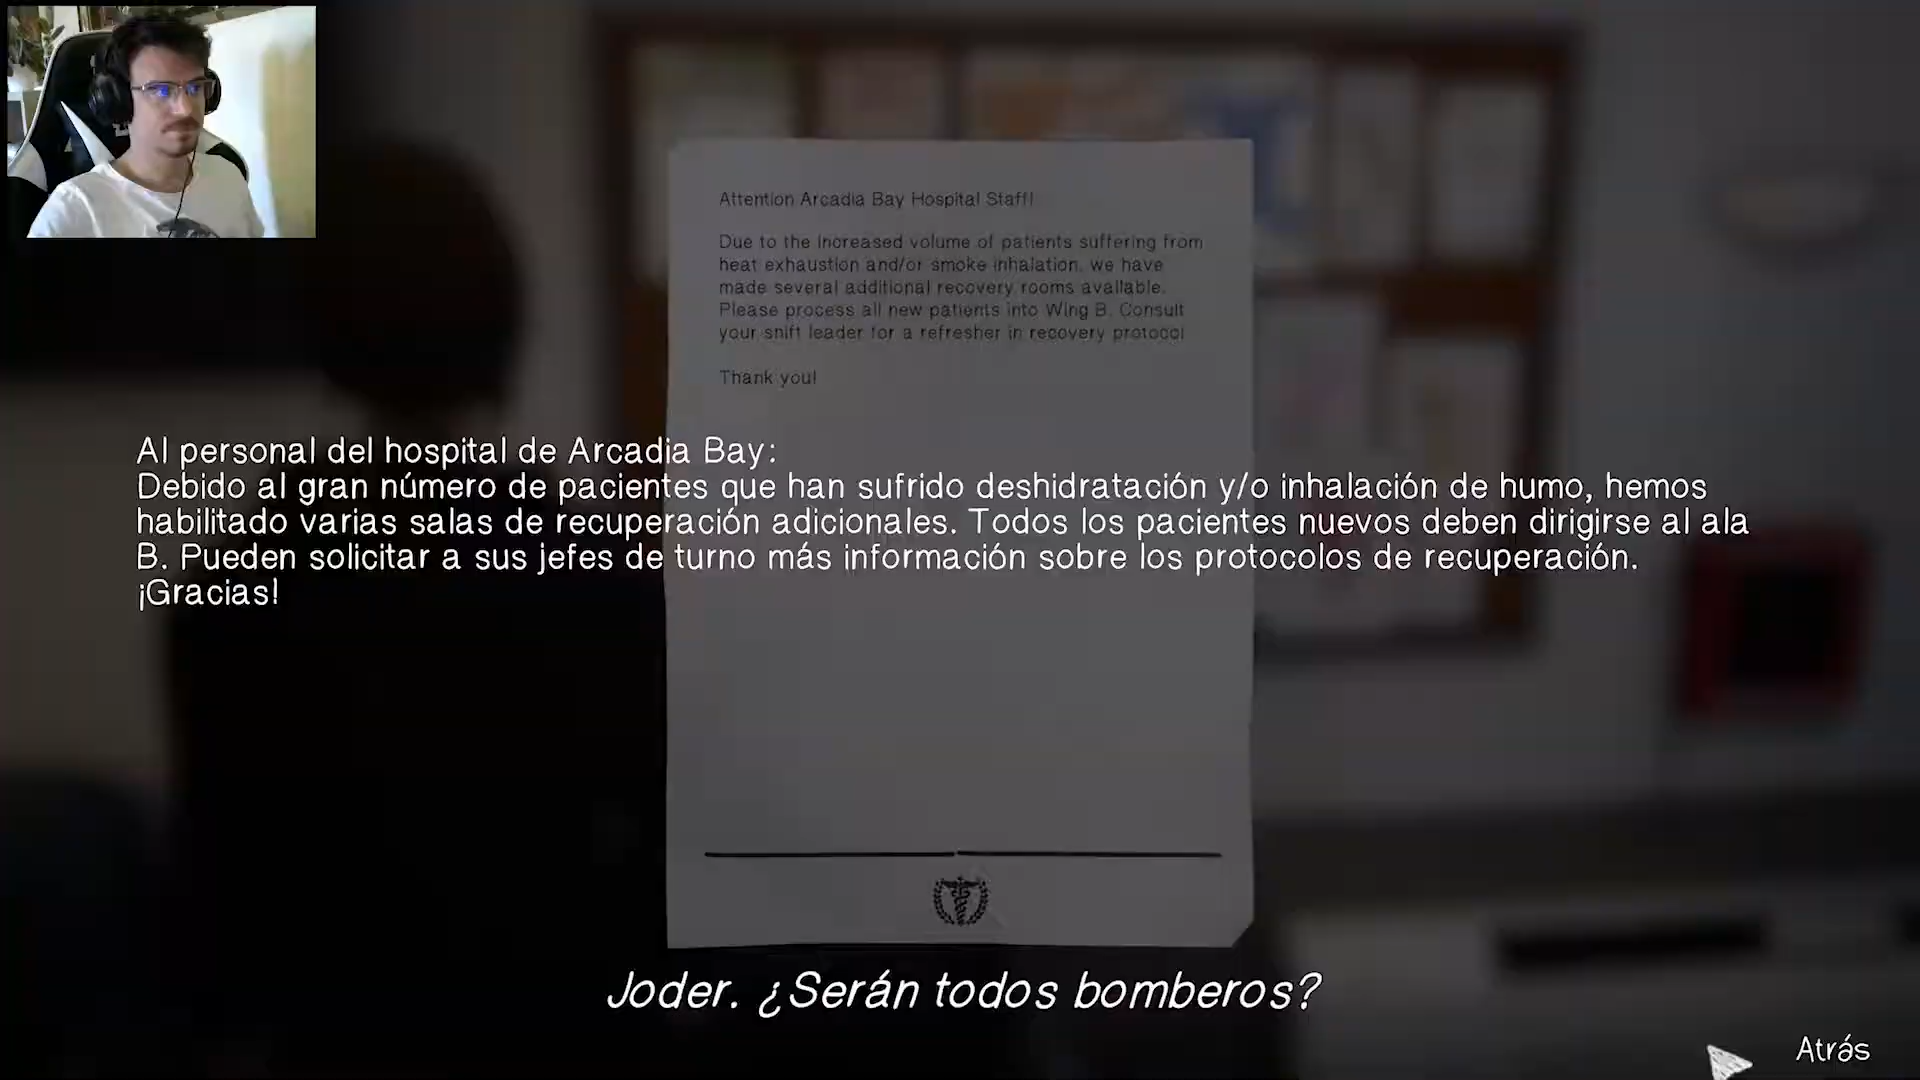 Attention Arcadia Bay Hospital Staff!
Due to the increased volume of patients suffering from
heat exhaustion and/or smoke inhalation, we have
made several additional recovery rooms available.
Please process all new patients into Wing B. Consult
your shift leader for a refresher in recovery protocol
Thank you!
Al personal del hospital de Arcadia Bay:
Debido al gran número de pacientes que han sufrido deshidratación y/o inhalación de humo, hemos
habilitado varias salas de recuperación adicionales. Todos los pacientes nuevos deben dirigirse al ala
B. Pueden solicitar a sus jefes de turno más información sobre los protocolos de recuperación.
¡Gracias!
Joder. ¿Serán todos bomberos?
Atrás